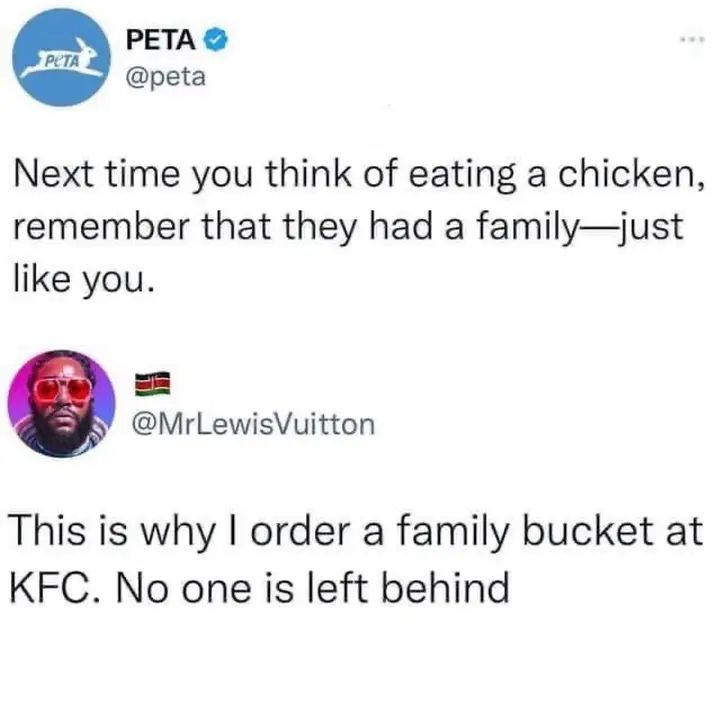 PETA
PETA
@peta
Next time you think of eating a chicken,
remember that they had a family—just
like you.
@MrLewisVuitton
This is why I order a family bucket at
KFC. No one is left behind